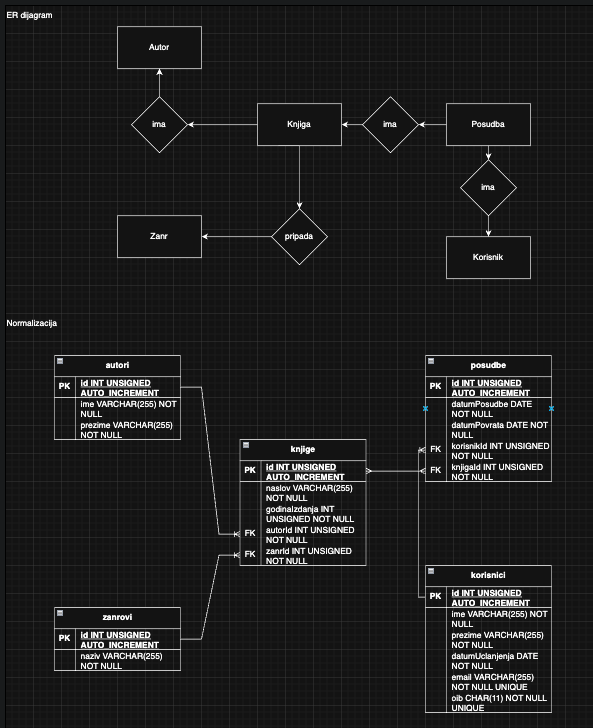 ER dijagram
Autor
ima
Knjiga
ima
Posudba
ima
Zanr
pripada
Korisnik
Normalizacija
autori
PK id INT UNSIGNED
AUTO_INCREMENT
ime VARCHAR(255) NOT
NULL
prezime VARCHAR(255)
NOT NULL
posudbe
PK id INT UNSIGNED
AUTO_INCREMENT
datumPosudbe DATE
NOT NULL
datumPovrata DATE NOT
NULL
FK korisnikId INT UNSIGNED
NOT NULL
FK knjigaId INT UNSIGNED
NOT NULL
knjige
PK id INT UNSIGNED
AUTO_INCREMENT
naslov VARCHAR(255)
NOT NULL
godinaIzdanja INT
UNSIGNED NOT NULL
FK autorId INT UNSIGNED
NOT NULL
FK zanrId INT UNSIGNED
NOT NULL
zanrovi
PK id INT UNSIGNED
AUTO_INCREMENT
naziv VARCHAR(255)
NOT NULL
korisnici
PK id INT UNSIGNED
AUTO_INCREMENT
ime VARCHAR(255) NOT
NULL
prezime VARCHAR(255)
NOT NULL
datumUclanjenja DATE
NOT NULL
email VARCHAR(255)
NOT NULL UNIQUE
oib CHAR(11) NOT NULL
UNIQUE